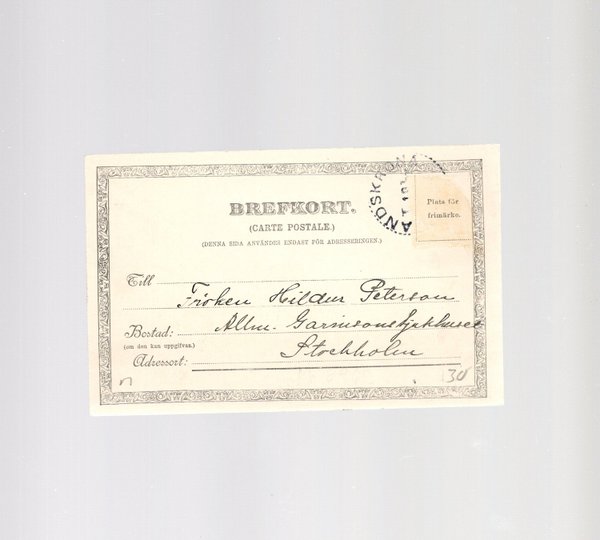 BREFKORT.
(CARTE POSTALE.)
(DENNA SIDA ANVÄNDES ENDAST FÖR ADRESSERINGEN.)
ANDSKRONA
Plats för
frimärke.
Till Fröken Hildur Peterson
Bostad: Allm. Garnisonssjukhuset
(om den kan uppgifvas.)
Adressort: Stockholm
30